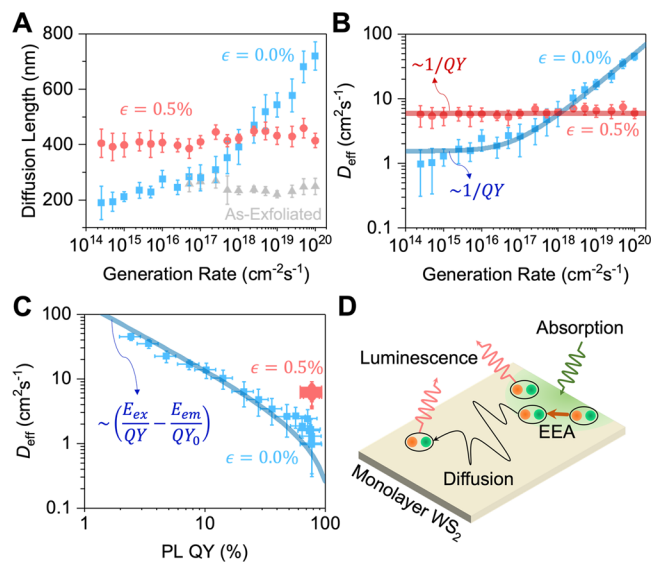 A
Diffusion Length (nm)
800
600
400
200
ϵ = 0.0%
ϵ = 0.5%
As-Exfoliated
10^14 10^15 10^16 10^17 10^18 10^19 10^20
Generation Rate (cm^-2s^-1)
B
D_eff (cm^2s^-1)
100
10
1
0.1
~1/QY
ϵ = 0.0%
ϵ = 0.5%
~1/QY
10^14 10^15 10^16 10^17 10^18 10^19 10^20
Generation Rate (cm^-2s^-1)
C
D_eff (cm^2s^-1)
100
10
1
0.1
ϵ = 0.5%
~ (E_ex/QY − E_em/QY_0)
ϵ = 0.0%
1 10 100
PL QY (%)
D
Absorption
Luminescence
EEA
Diffusion
Monolayer WS_2